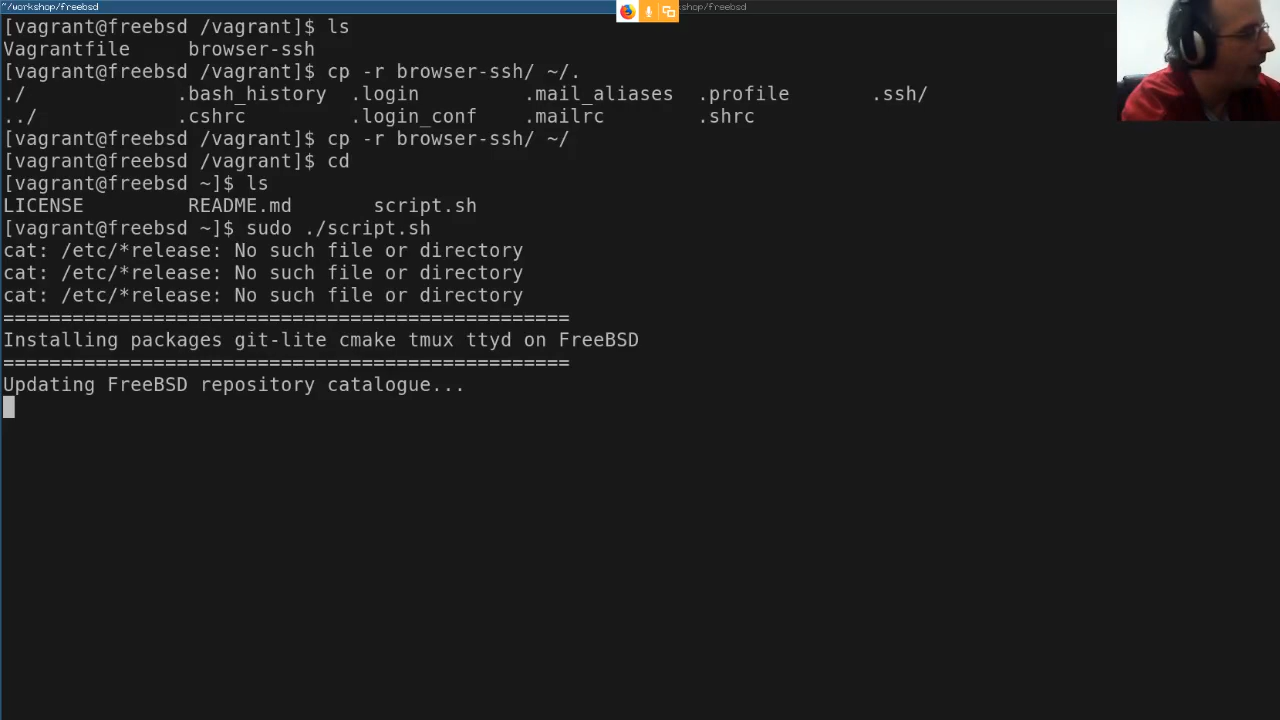 ~/workshop/freebsd
shop/freebsd
[vagrant@freebsd /vagrant]$ ls
Vagrantfile     browser-ssh
[vagrant@freebsd /vagrant]$ cp -r browser-ssh/ ~/.
./             .bash_history  .login         .mail_aliases  .profile       .ssh/
../            .cshrc         .login_conf    .mailrc        .shrc
[vagrant@freebsd /vagrant]$ cp -r browser-ssh/ ~/
[vagrant@freebsd /vagrant]$ cd
[vagrant@freebsd ~]$ ls
LICENSE         README.md       script.sh
[vagrant@freebsd ~]$ sudo ./script.sh
cat: /etc/*release: No such file or directory
cat: /etc/*release: No such file or directory
cat: /etc/*release: No such file or directory
=================================================
Installing packages git-lite cmake tmux ttyd on FreeBSD
=================================================
Updating FreeBSD repository catalogue...